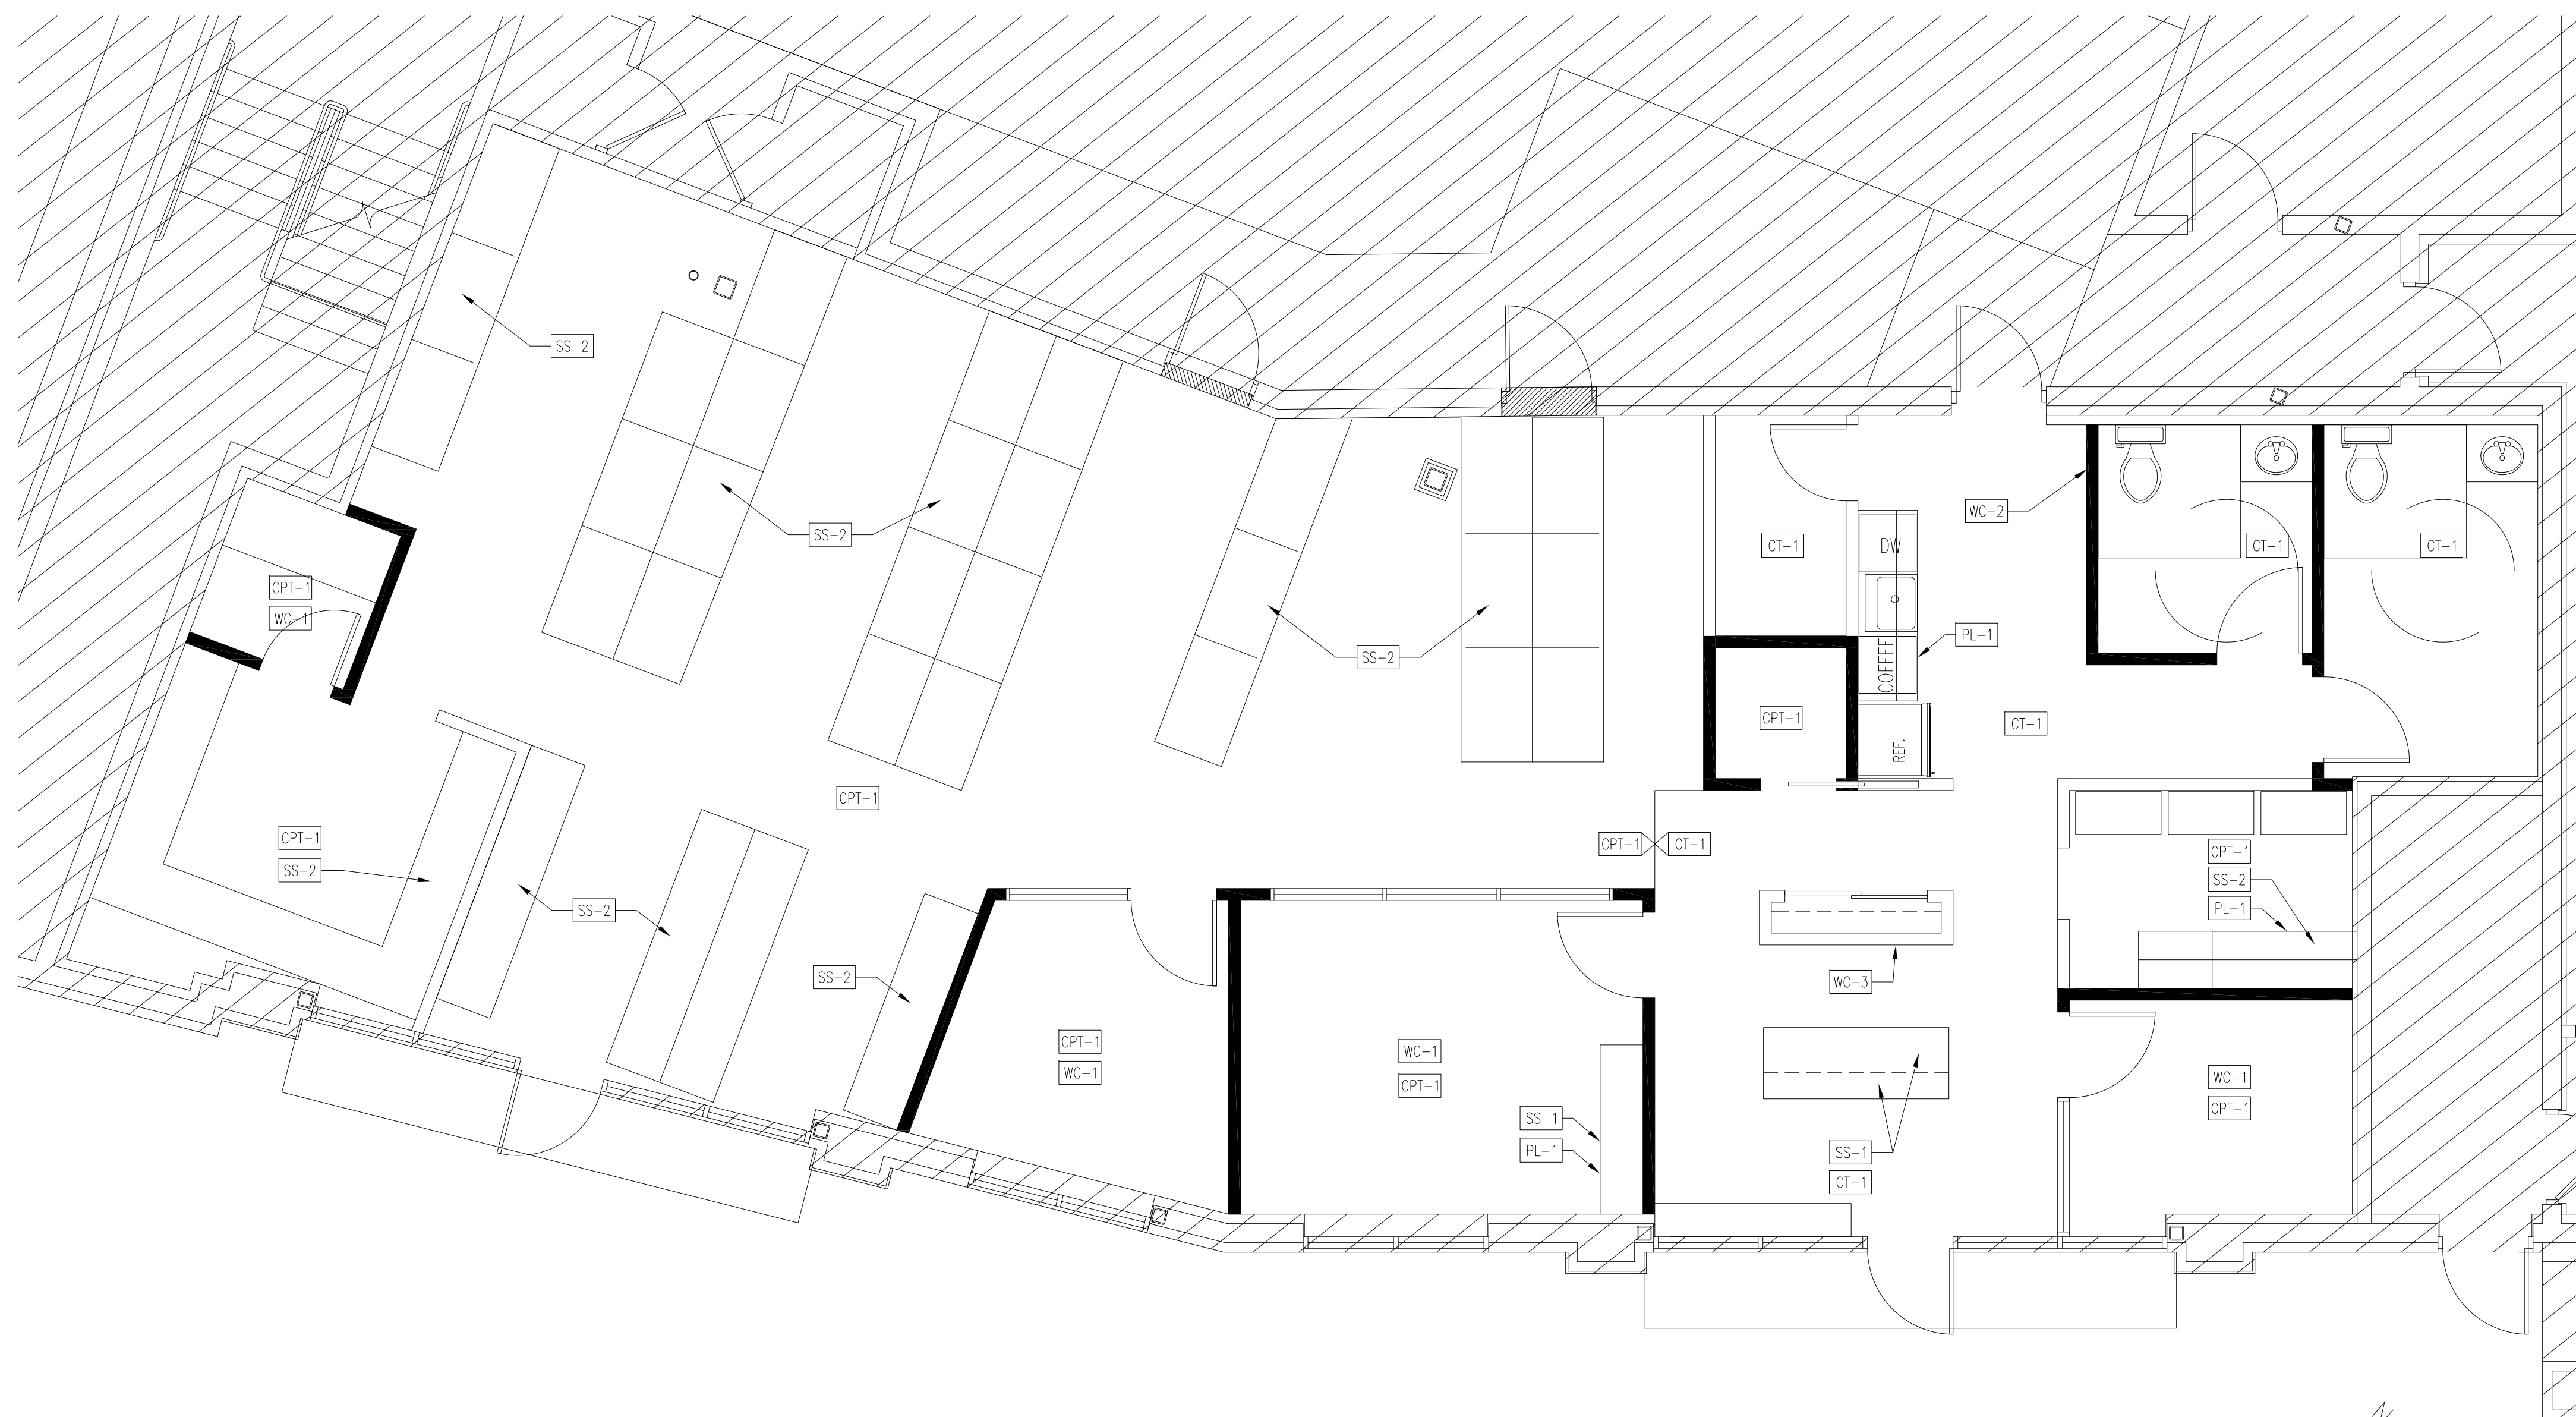 SS-2
WC-2
SS-2
CT-1
DW
CT-1
CT-1
CPT-1
WC-1
PL-1
SS-2
COFFEE
CPT-1
CT-1
REF.
CPT-1
CPT-1
SS-2
CPT-1
CT-1
CPT-1
SS-2
PL-1
SS-2
SS-2
WC-3
CPT-1
WC-1
WC-1
CPT-1
WC-1
CPT-1
SS-1
PL-1
SS-1
CT-1